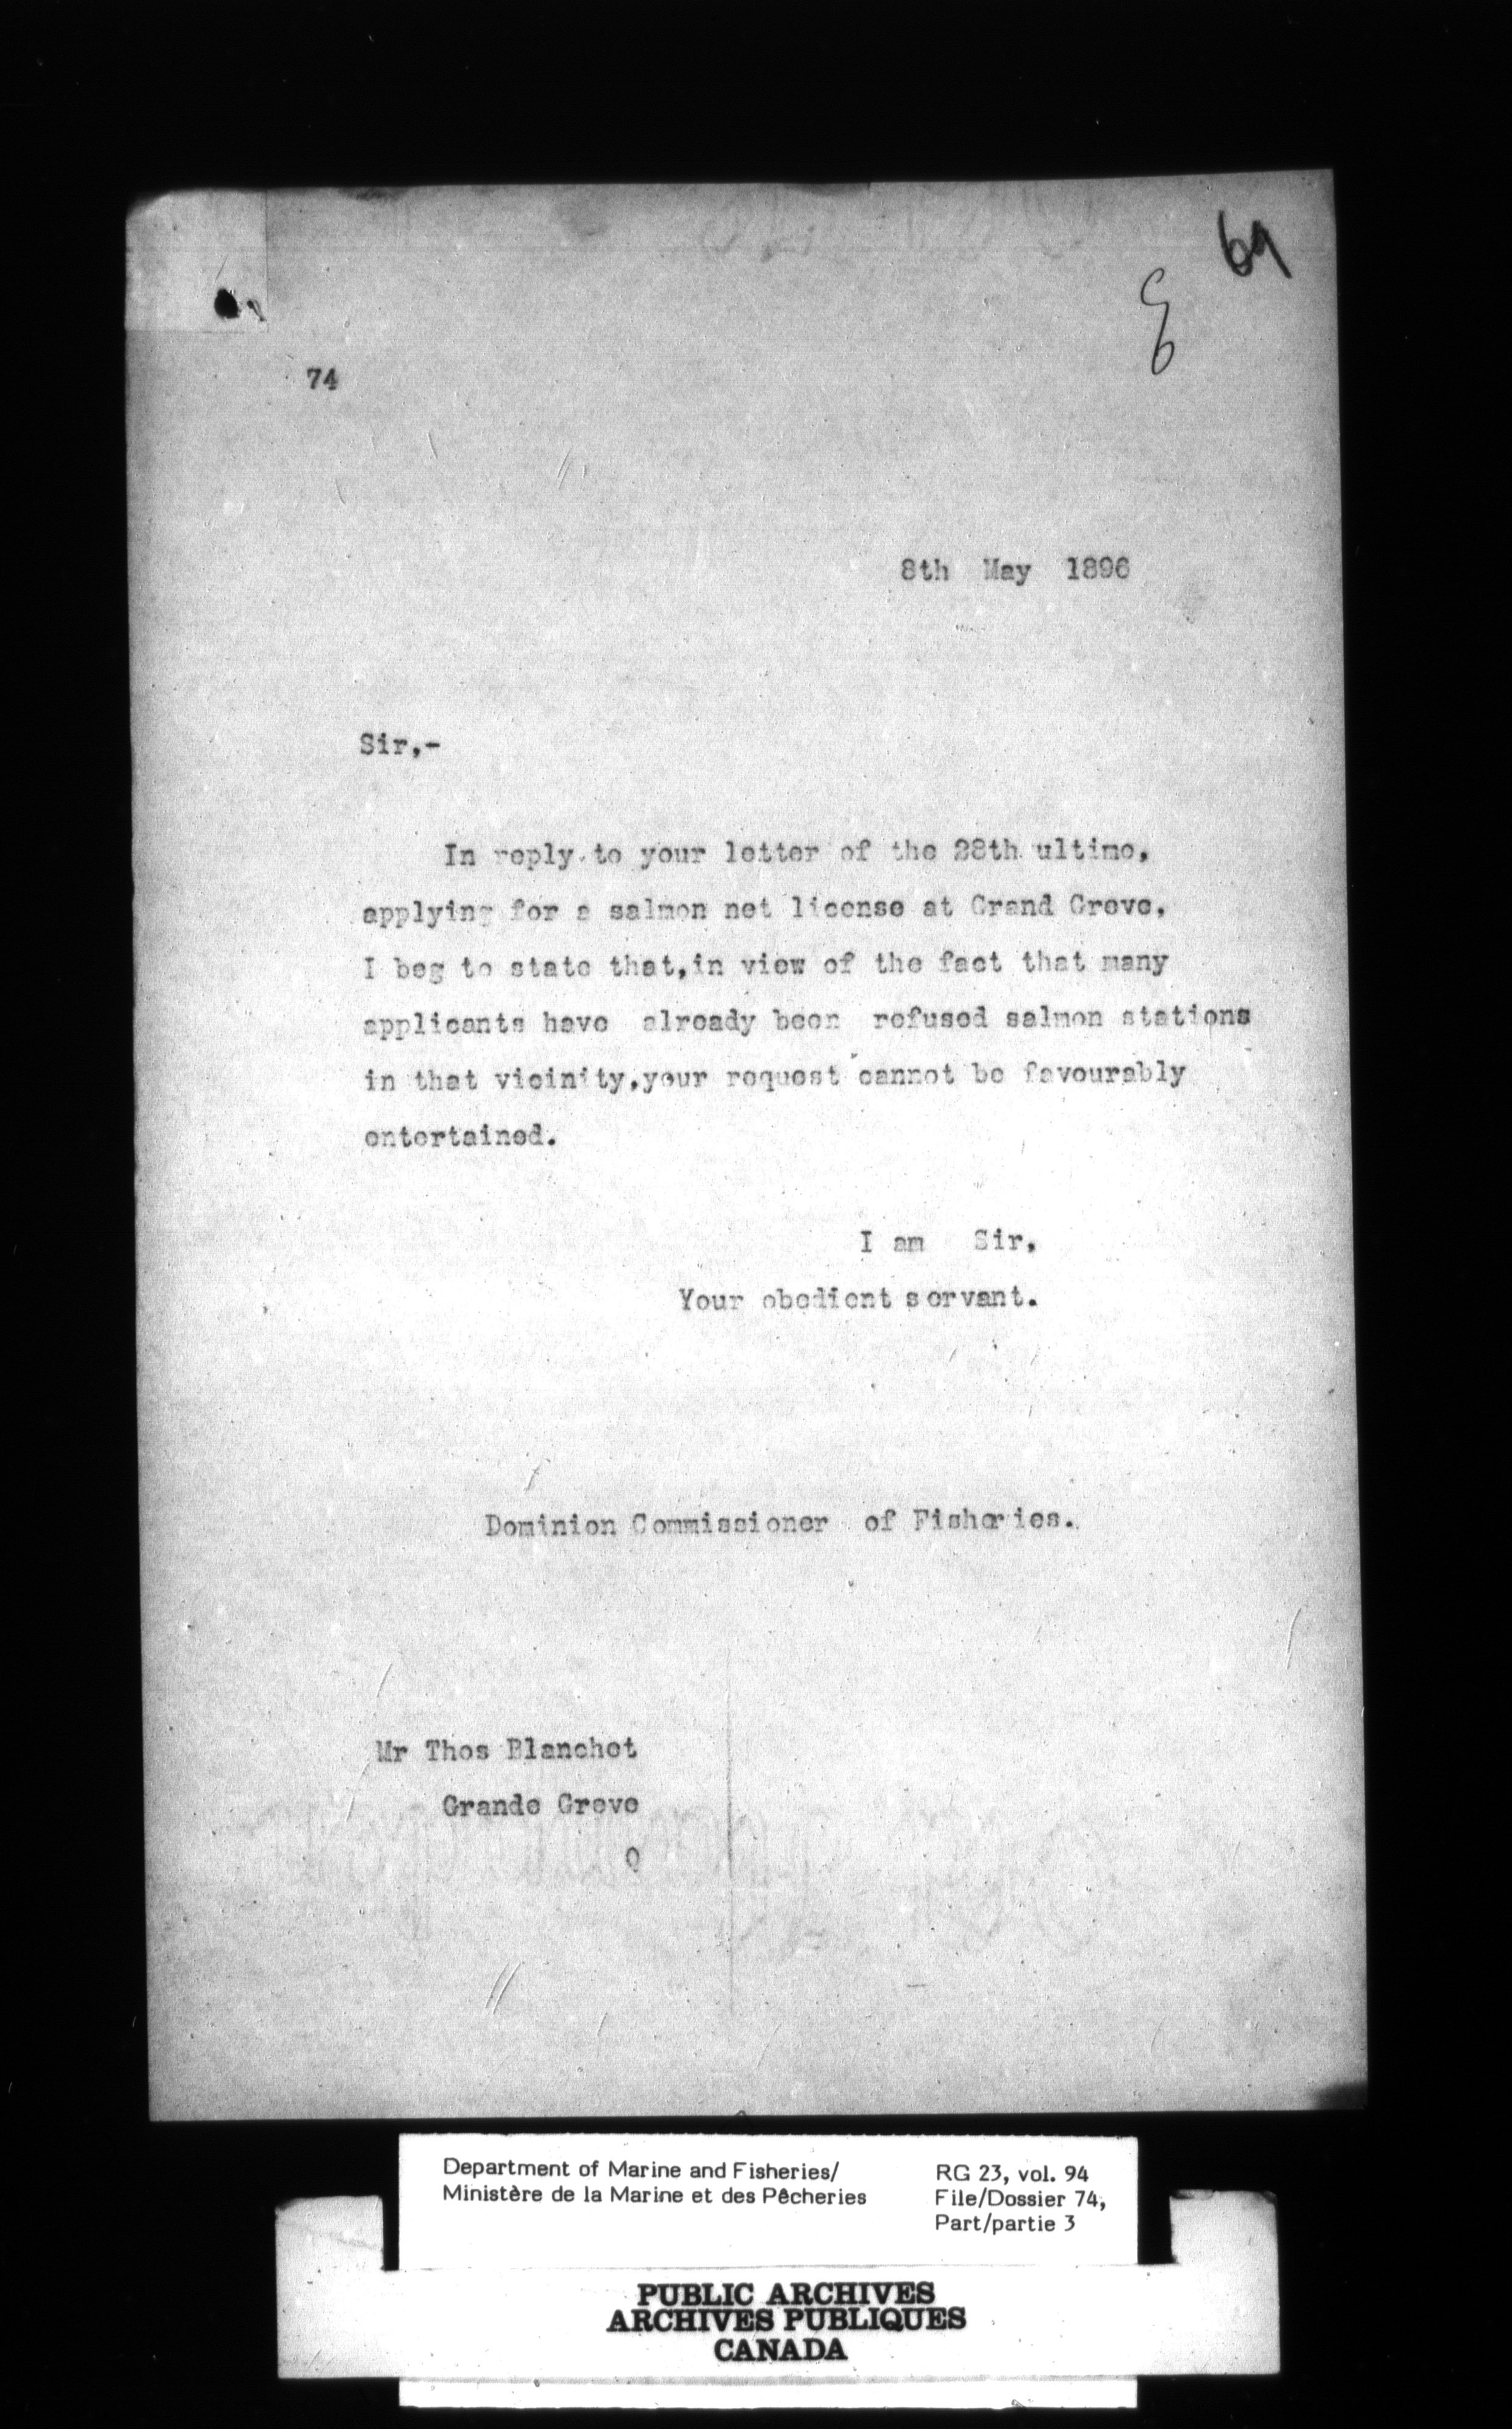 69
74
8th May 1896
Sir,-
In reply to your letter of the 28th ultimo,
applying for a salmon net license at Grand Greve,
I beg to state that,in view of the fact that many
applicants have already been refused salmon stations
in that vicinity,your request cannot be favourably
entertained.
I am Sir,
Your obedient servant.
Dominion Commissioner of Fisheries.
Mr Thos Blanchet
Grande Greve
Q
Department of Marine and Fisheries/
Ministère de la Marine et des Pêcheries
RG 23, vol. 94
File/Dossier 74,
Part/partie 3
PUBLIC ARCHIVES
ARCHIVES PUBLIQUES
CANADA